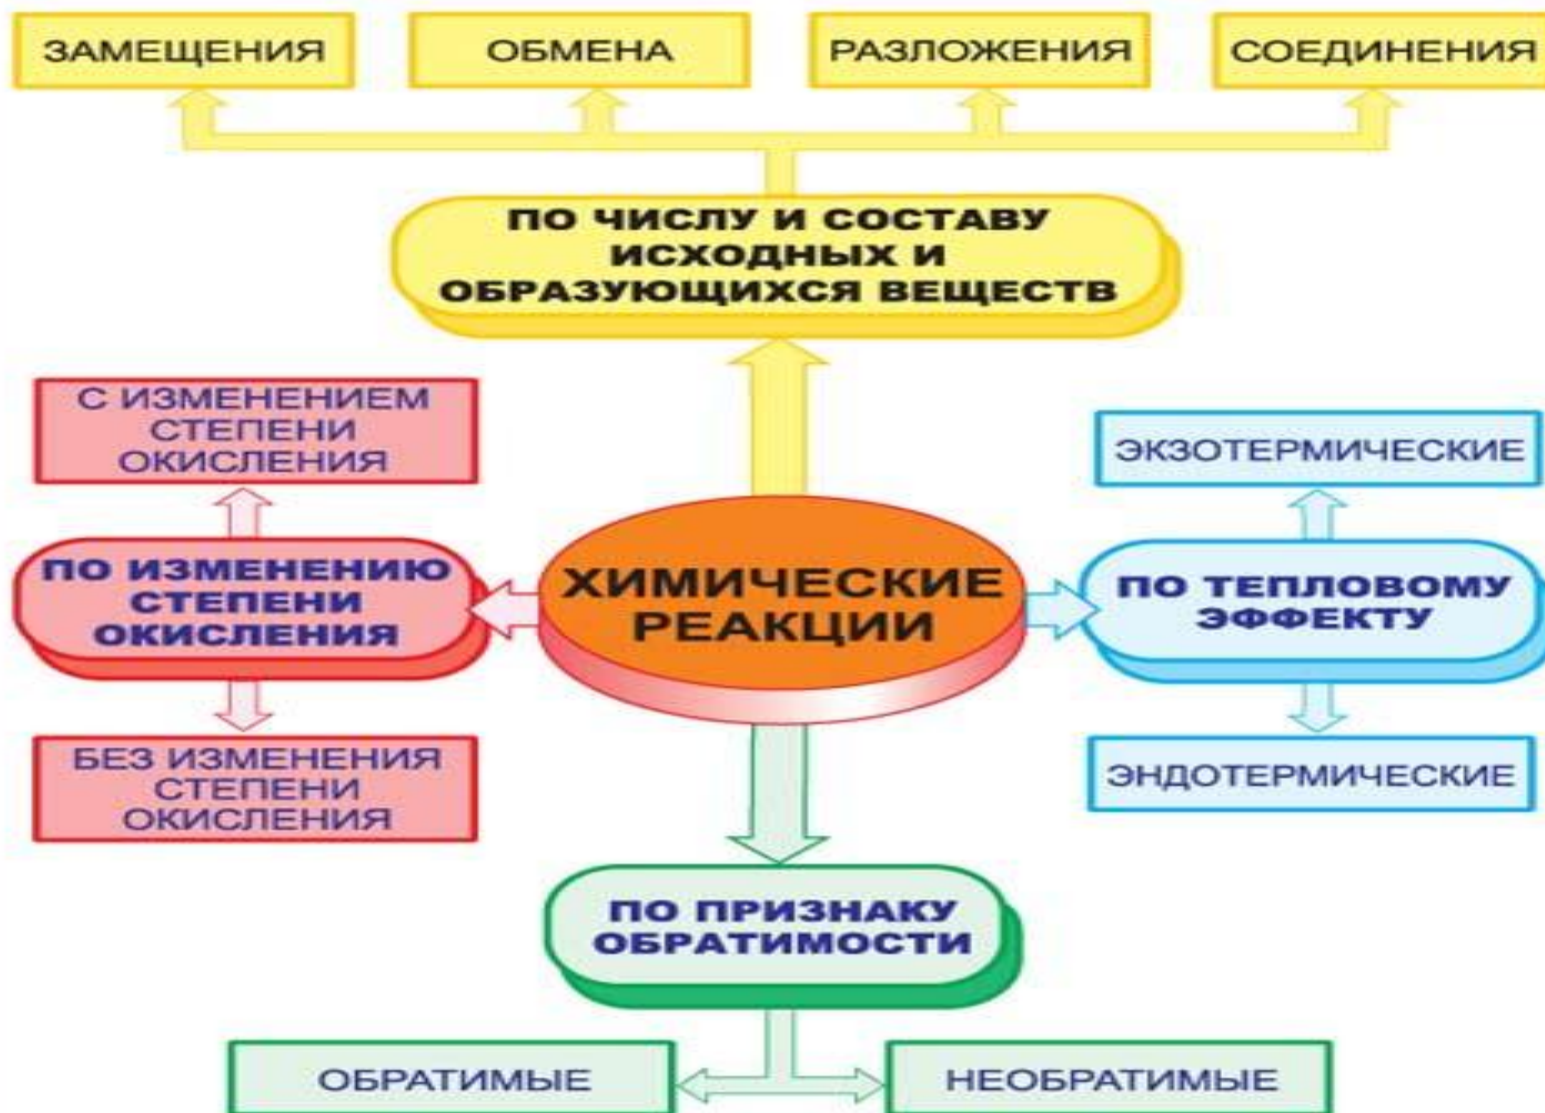 ЗАМЕЩЕНИЯ
ОБМЕНА
РАЗЛОЖЕНИЯ
СОЕДИНЕНИЯ
ПО ЧИСЛУ И СОСТАВУ
ИСХОДНЫХ И
ОБРАЗУЮЩИХСЯ ВЕЩЕСТВ
С ИЗМЕНЕНИЕМ
СТЕПЕНИ
ОКИСЛЕНИЯ
ЭКЗОТЕРМИЧЕСКИЕ
ПО ИЗМЕНЕНИЮ
СТЕПЕНИ
ОКИСЛЕНИЯ
ХИМИЧЕСКИЕ
РЕАКЦИИ
ПО ТЕПЛОВОМУ
ЭФФЕКТУ
БЕЗ ИЗМЕНЕНИЯ
СТЕПЕНИ
ОКИСЛЕНИЯ
ЭНДОТЕРМИЧЕСКИЕ
ПО ПРИЗНАКУ
ОБРАТИМОСТИ
ОБРАТИМЫЕ
НЕОБРАТИМЫЕ